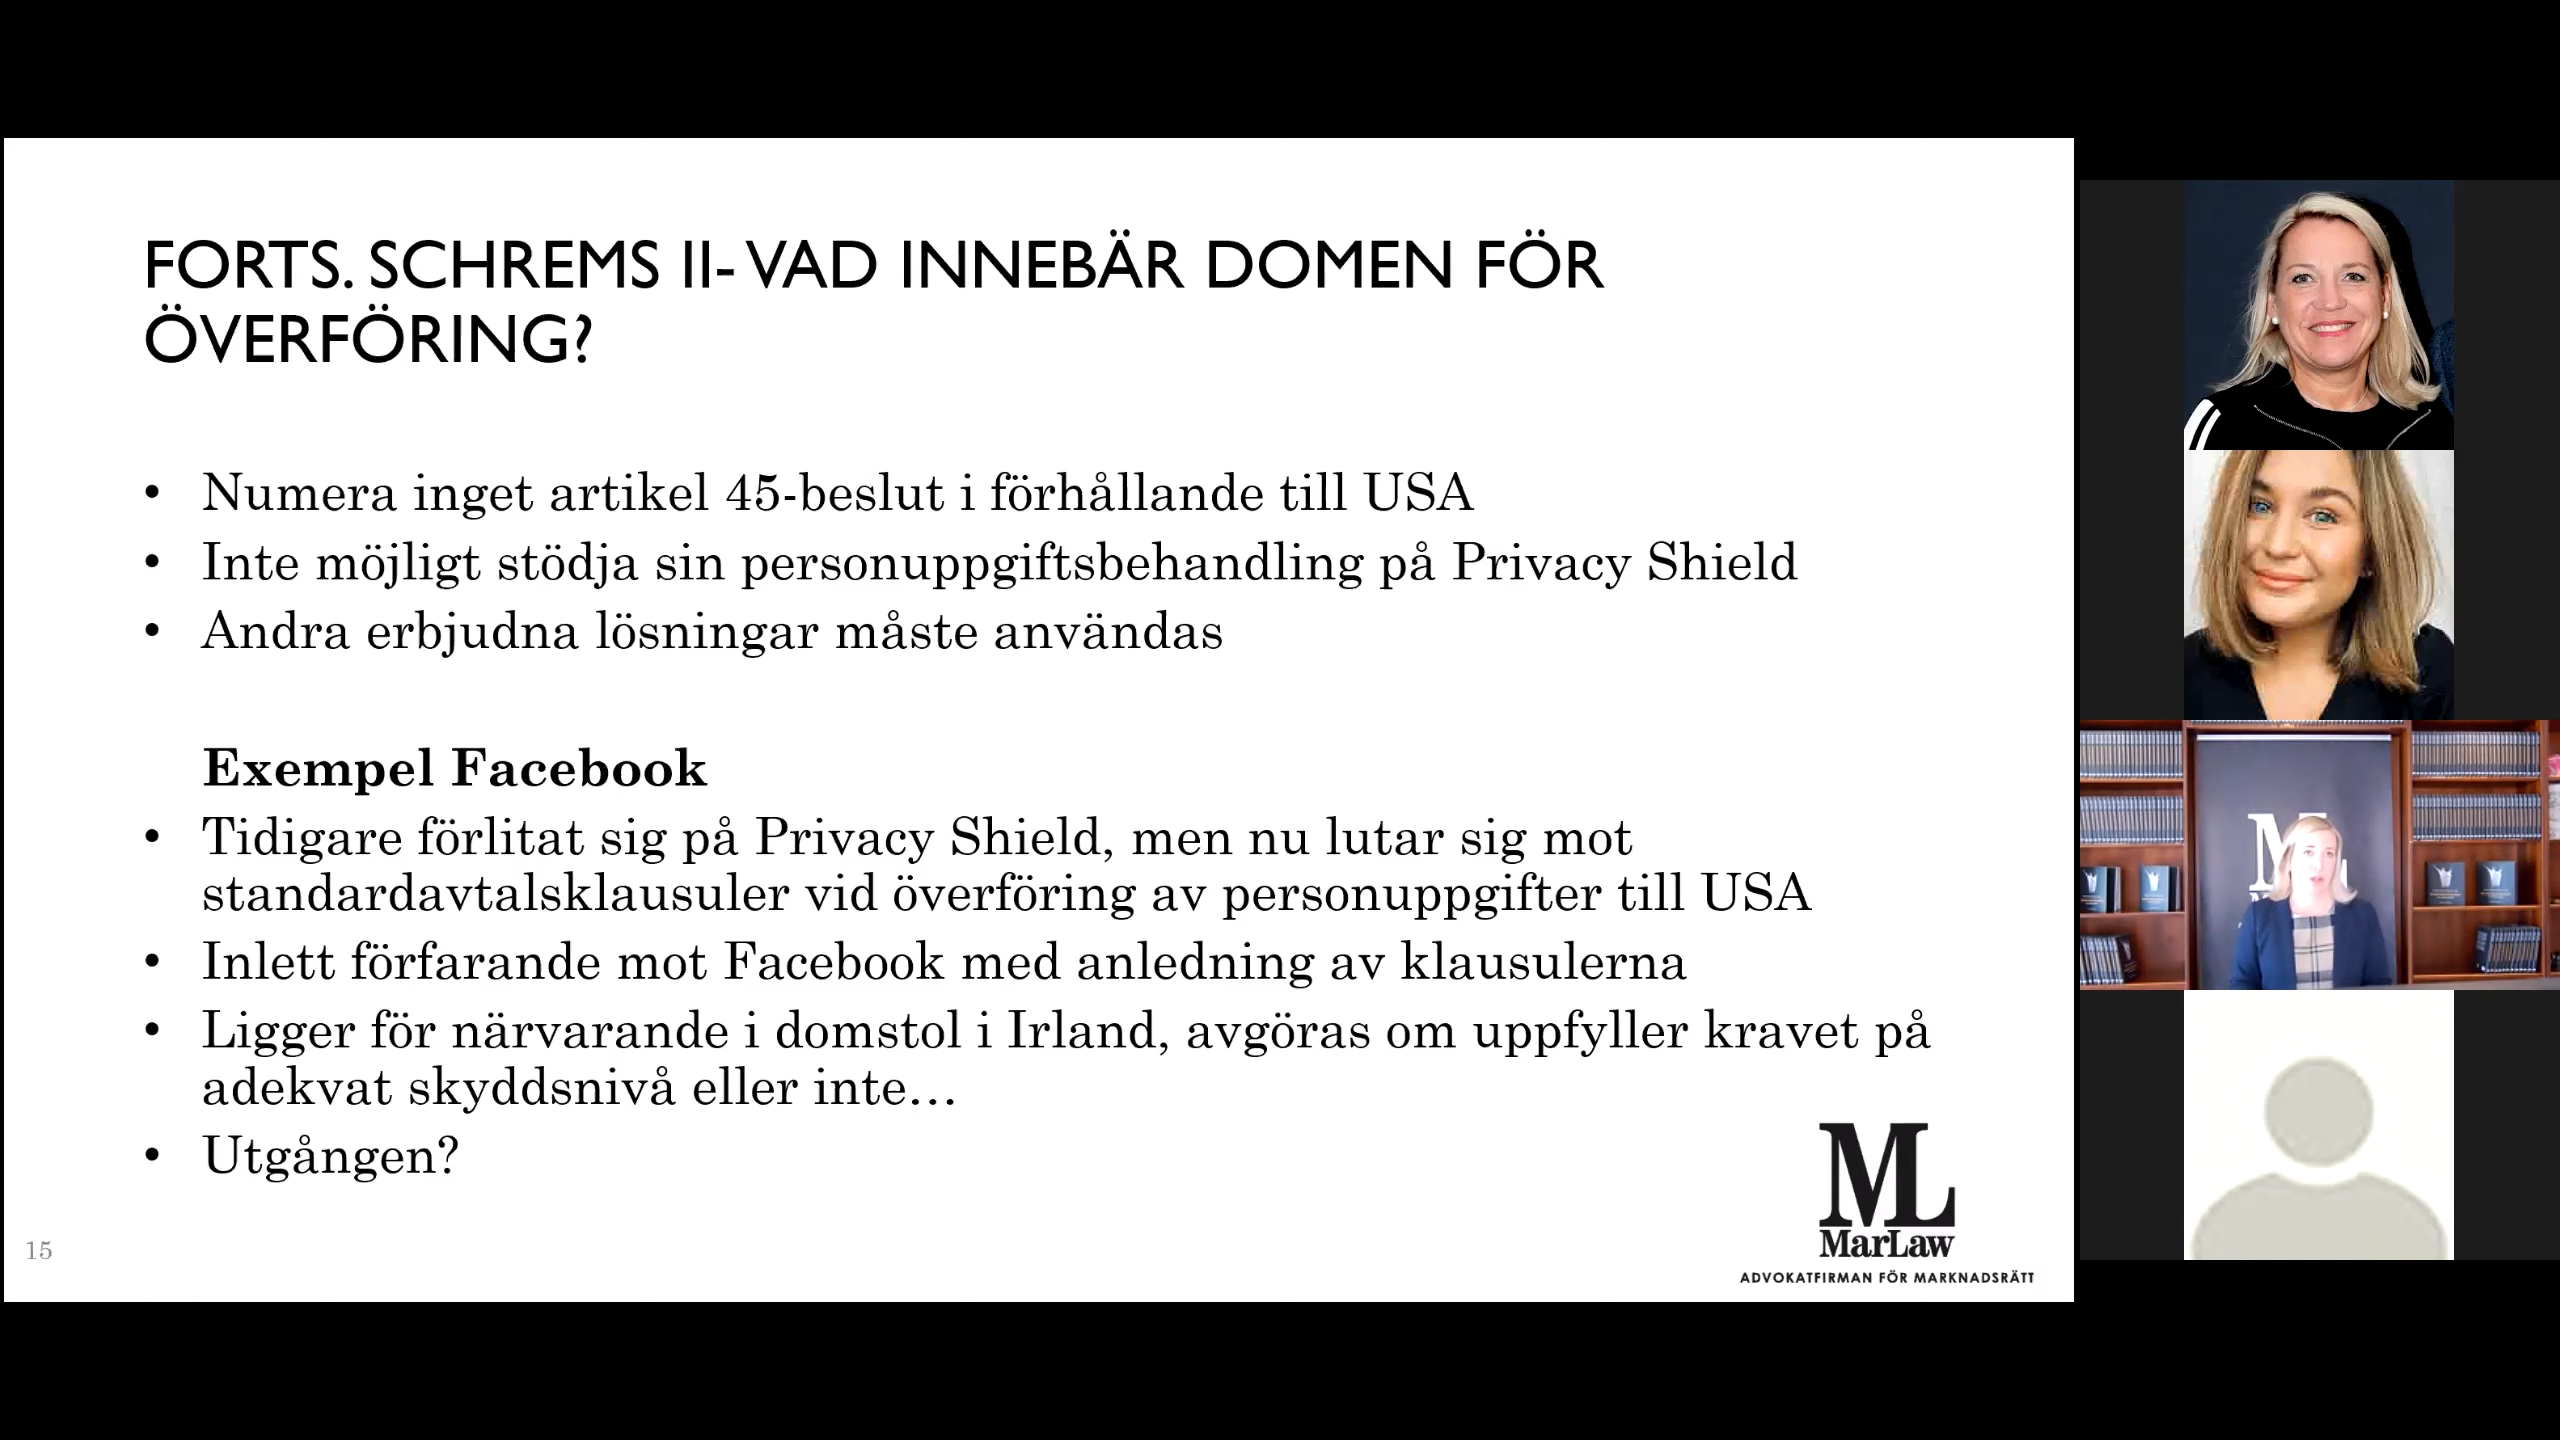 FORTS. SCHREMS II- VAD INNEBÄR DOMEN FÖR
ÖVERFÖRING?
• Numera inget artikel 45-beslut i förhållande till USA
• Inte möjligt stödja sin personuppgiftsbehandling på Privacy Shield
• Andra erbjudna lösningar måste användas
Exempel Facebook
• Tidigare förlitat sig på Privacy Shield, men nu lutar sig mot
standardavtalsklausuler vid överföring av personuppgifter till USA
• Inlett förfarande mot Facebook med anledning av klausulerna
• Ligger för närvarande i domstol i Irland, avgöras om uppfyller kravet på
adekvat skyddsnivå eller inte…
• Utgången?
15
ML
MarLaw
ADVOKATFIRMAN FÖR MARKNADSRÄTT